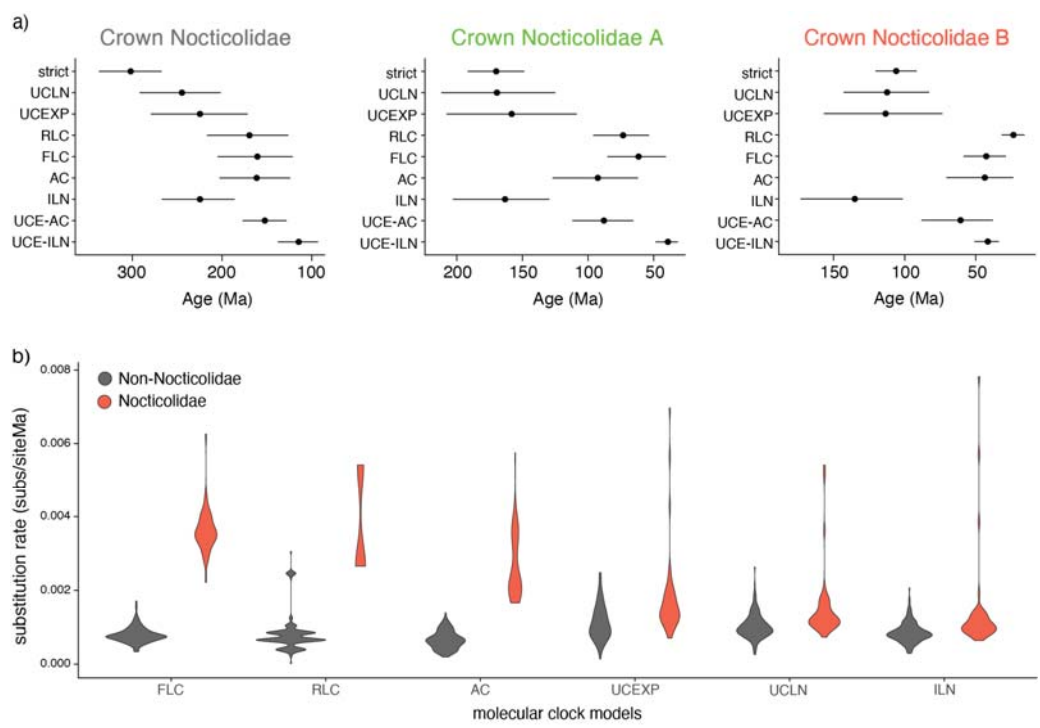 a)
Crown Nocticolidae
Crown Nocticolidae A
Crown Nocticolidae B
strict
UCLN
UCEXP
RLC
FLC
AC
ILN
UCE-AC
UCE-ILN
300 200 100
Age (Ma)
strict
UCLN
UCEXP
RLC
FLC
AC
ILN
UCE-AC
UCE-ILN
200 150 100 50
Age (Ma)
strict
UCLN
UCEXP
RLC
FLC
AC
ILN
UCE-AC
UCE-ILN
150 100 50
Age (Ma)
b)
substitution rate (subs/siteMa)
0.008
0.006
0.004
0.002
0.000
Non-Nocticolidae
Nocticolidae
FLC RLC AC UCEXP UCLN ILN
molecular clock models